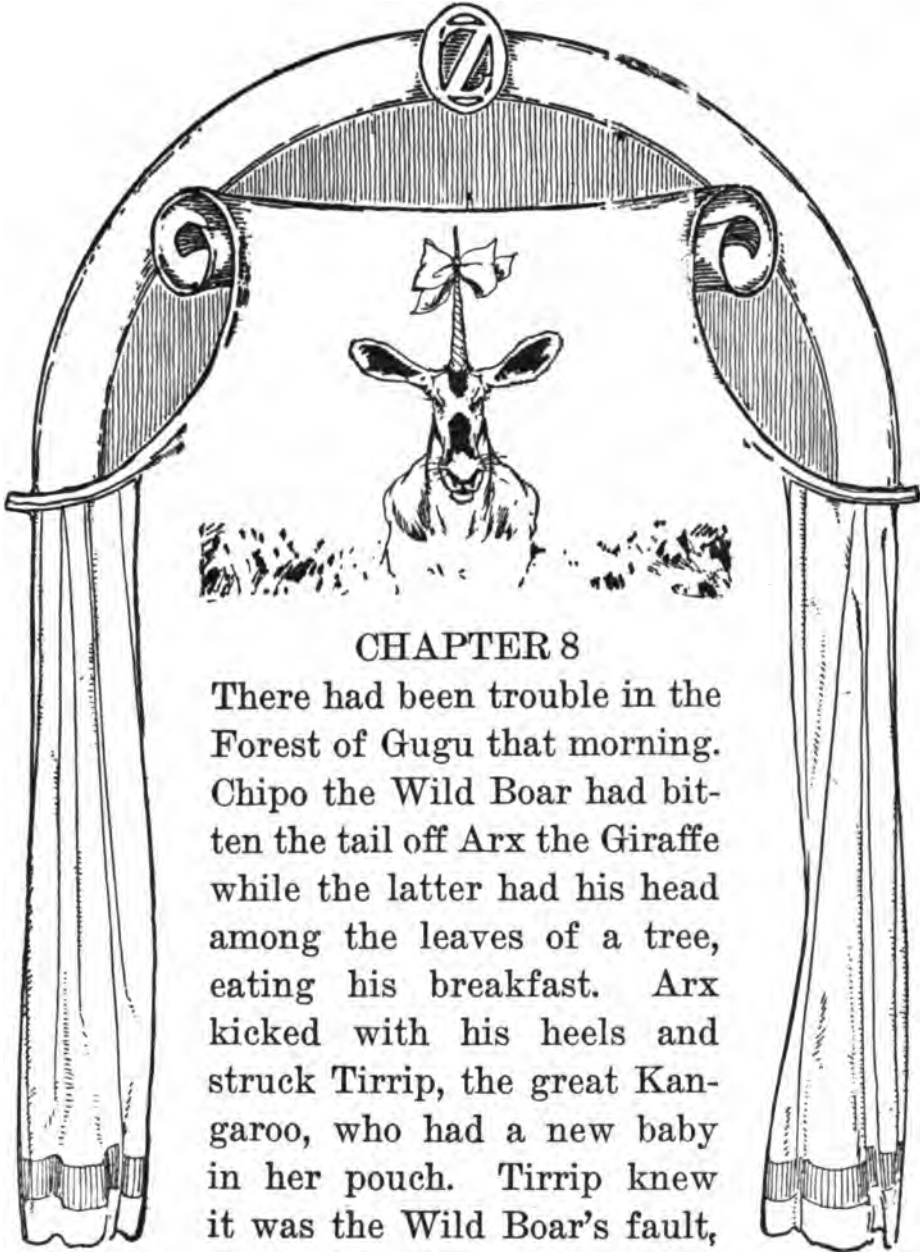 OZ
CHAPTER 8
There had been trouble in the
Forest of Gugu that morning.
Chipo the Wild Boar had bit-
ten the tail off Arx the Giraffe
while the latter had his head
among the leaves of a tree,
eating his breakfast. Arx
kicked with his heels and
struck Tirrip, the great Kan-
garoo, who had a new baby
in her pouch. Tirrip knew
it was the Wild Boar's fault,